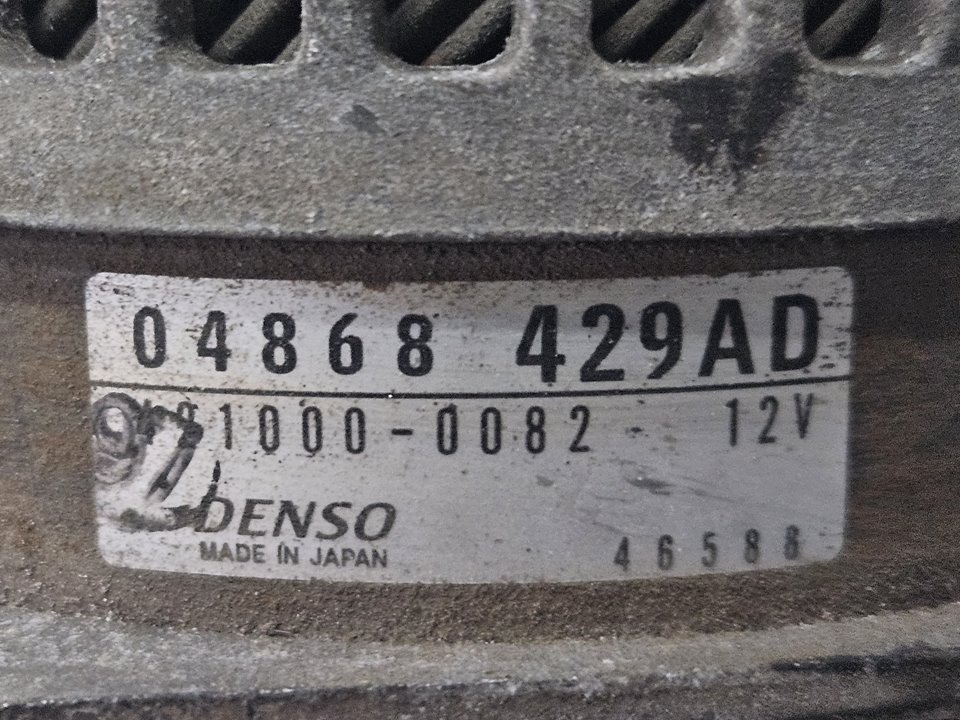 04868 429AD
1000-0082 12V
DENSO
MADE IN JAPAN
46588